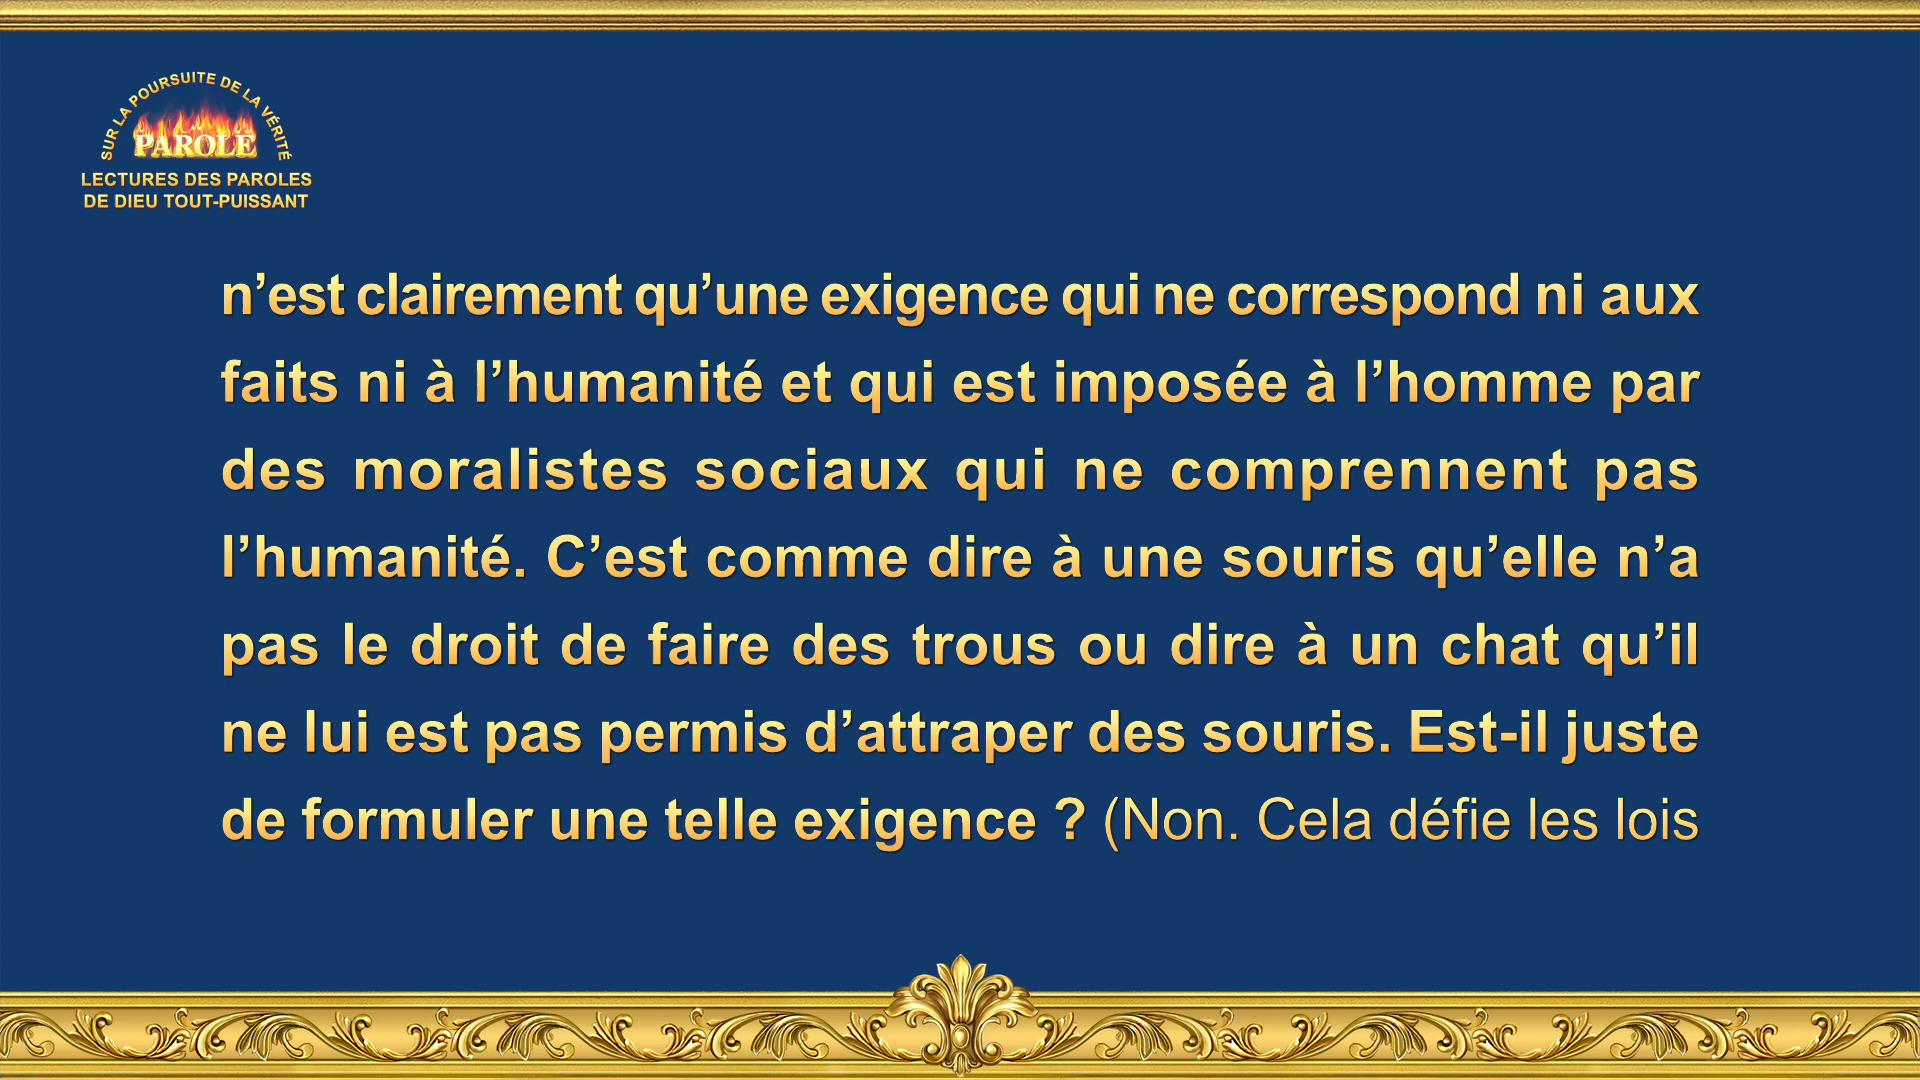 SUR LA POURSUITE DE LA VÉRITÉ
PAROLE
LECTURES DES PAROLES
DE DIEU TOUT-PUISSANT
n’est clairement qu’une exigence qui ne correspond ni aux
faits ni à l’humanité et qui est imposée à l’homme par
des moralistes sociaux qui ne comprennent pas
l’humanité. C’est comme dire à une souris qu’elle n’a
pas le droit de faire des trous ou dire à un chat qu’il
ne lui est pas permis d’attraper des souris. Est-il juste
de formuler une telle exigence ? (Non. Cela défie les lois